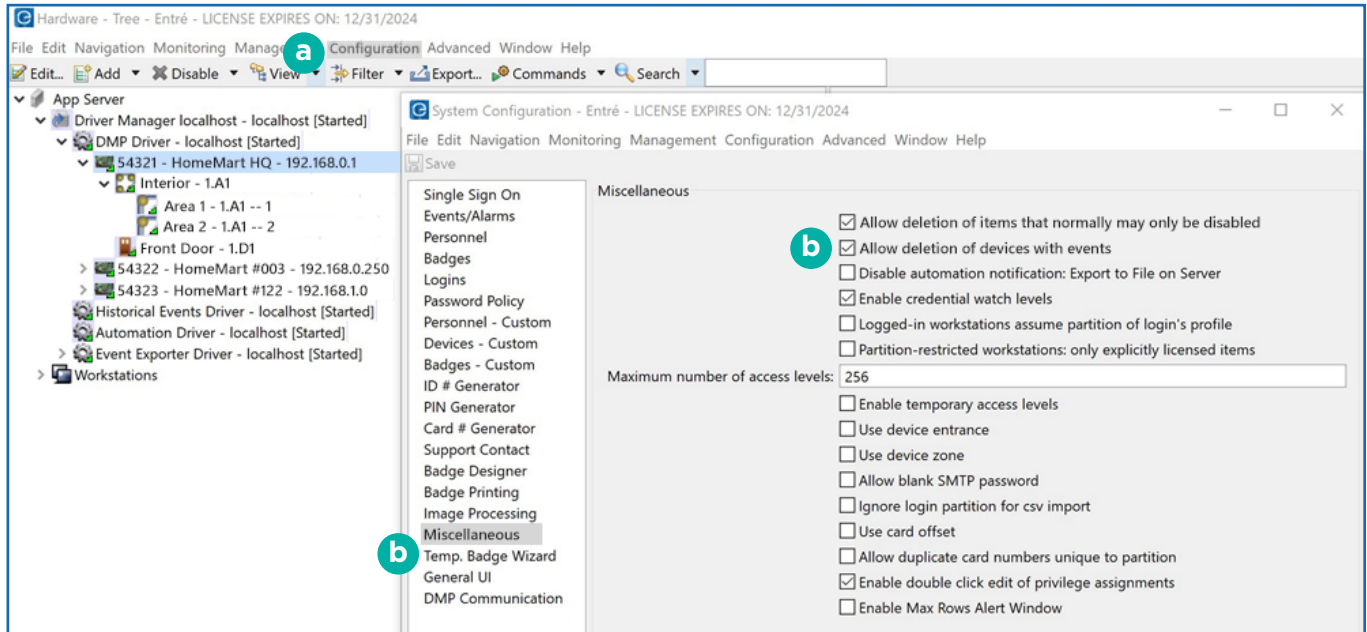 Hardware - Tree - Entré - LICENSE EXPIRES ON: 12/31/2024
File Edit Navigation Monitoring Manage a Configuration Advanced Window Help
Edit... Add Disable View Filter Export... Commands Search
App Server
Driver Manager localhost - localhost [Started]
DMP Driver - localhost [Started]
54321 - HomeMart HQ - 192.168.0.1
Interior - 1.A1
Area 1 - 1.A1 -- 1
Area 2 - 1.A1 -- 2
Front Door - 1.D1
54322 - HomeMart #003 - 192.168.0.250
54323 - HomeMart #122 - 192.168.1.0
Historical Events Driver - localhost [Started]
Automation Driver - localhost [Started]
Event Exporter Driver - localhost [Started]
Workstations
System Configuration - Entré - LICENSE EXPIRES ON: 12/31/2024
File Edit Navigation Monitoring Management Configuration Advanced Window Help
Save
Single Sign On
Events/Alarms
Personnel
Badges
Logins
Password Policy
Personnel - Custom
Devices - Custom
Badges - Custom
ID # Generator
PIN Generator
Card # Generator
Support Contact
Badge Designer
Badge Printing
Image Processing
Miscellaneous
b Temp. Badge Wizard
General UI
DMP Communication
Miscellaneous
Allow deletion of items that normally may only be disabled
b Allow deletion of devices with events
Disable automation notification: Export to File on Server
Enable credential watch levels
Logged-in workstations assume partition of login's profile
Partition-restricted workstations: only explicitly licensed items
Maximum number of access levels: 256
Enable temporary access levels
Use device entrance
Use device zone
Allow blank SMTP password
Ignore login partition for csv import
Use card offset
Allow duplicate card numbers unique to partition
Enable double click edit of privilege assignments
Enable Max Rows Alert Window